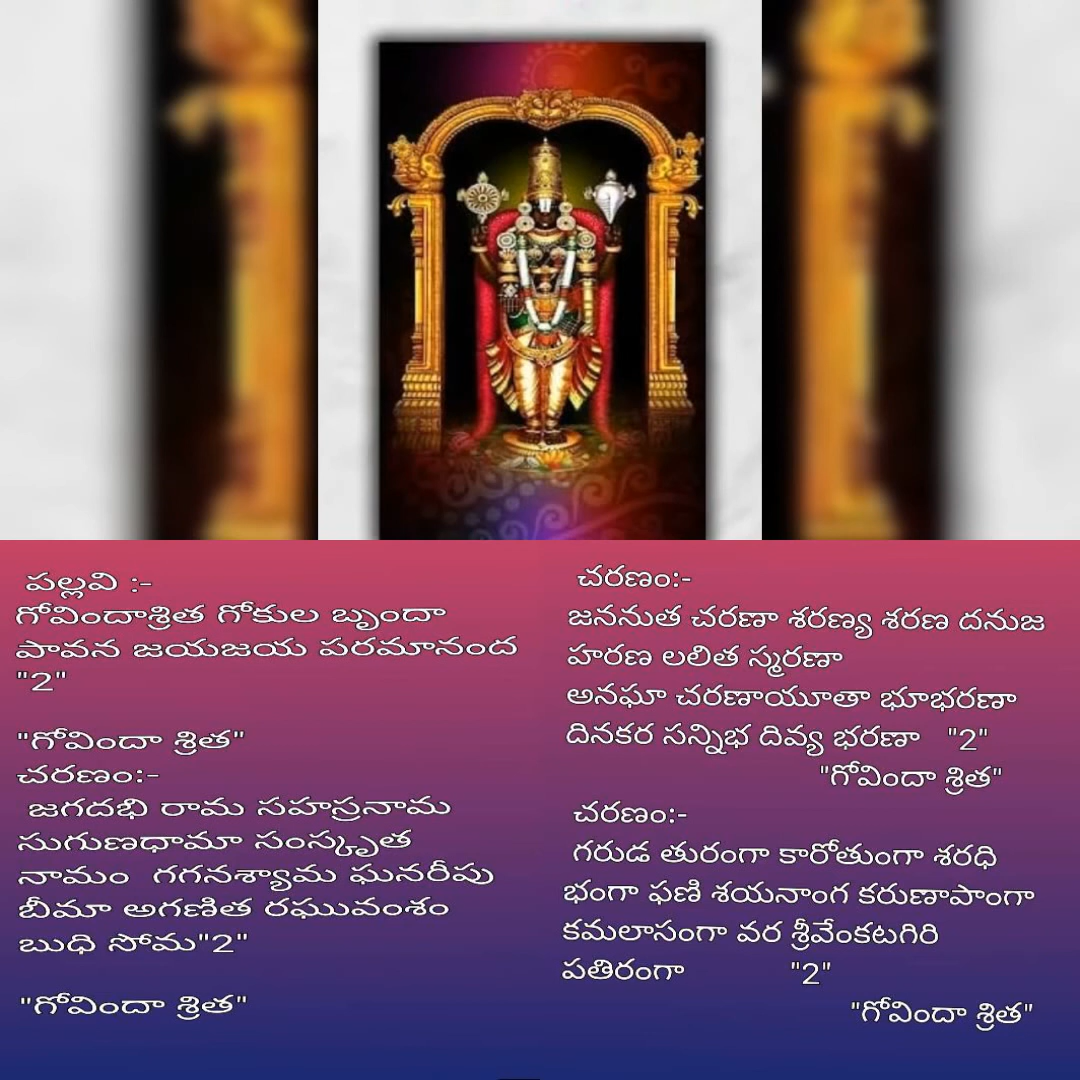 పల్లవి :-
గోవిందాశ్రిత గోకుల బృందా
పావన జయజయ పరమానంద
"2"
"గోవిందా శ్రిత"
చరణం:-
జగదభి రామ సహస్రనామ
సుగుణధామా సంస్కృత
నామం గగనశ్యామ ఘనరీపు
బీమా అగణిత రఘువంశం
బుధి సోమ"2"
"గోవిందా శ్రిత"
చరణం:-
జననుత చరణా శరణ్య శరణ దనుజ
హరణ లలిత స్మరణా
అనఘా చరణాయూతా భూభరణా
దినకర సన్నిభ దివ్య భరణా "2"
"గోవిందా శ్రిత"
చరణం:-
గరుడ తురంగా కారోతుంగా శరధి
భంగా ఫణి శయనాంగ కరుణాపాంగా
కమలాసంగా వర శ్రీవేంకటగిరి
పతిరంగా "2"
"గోవిందా శ్రిత"